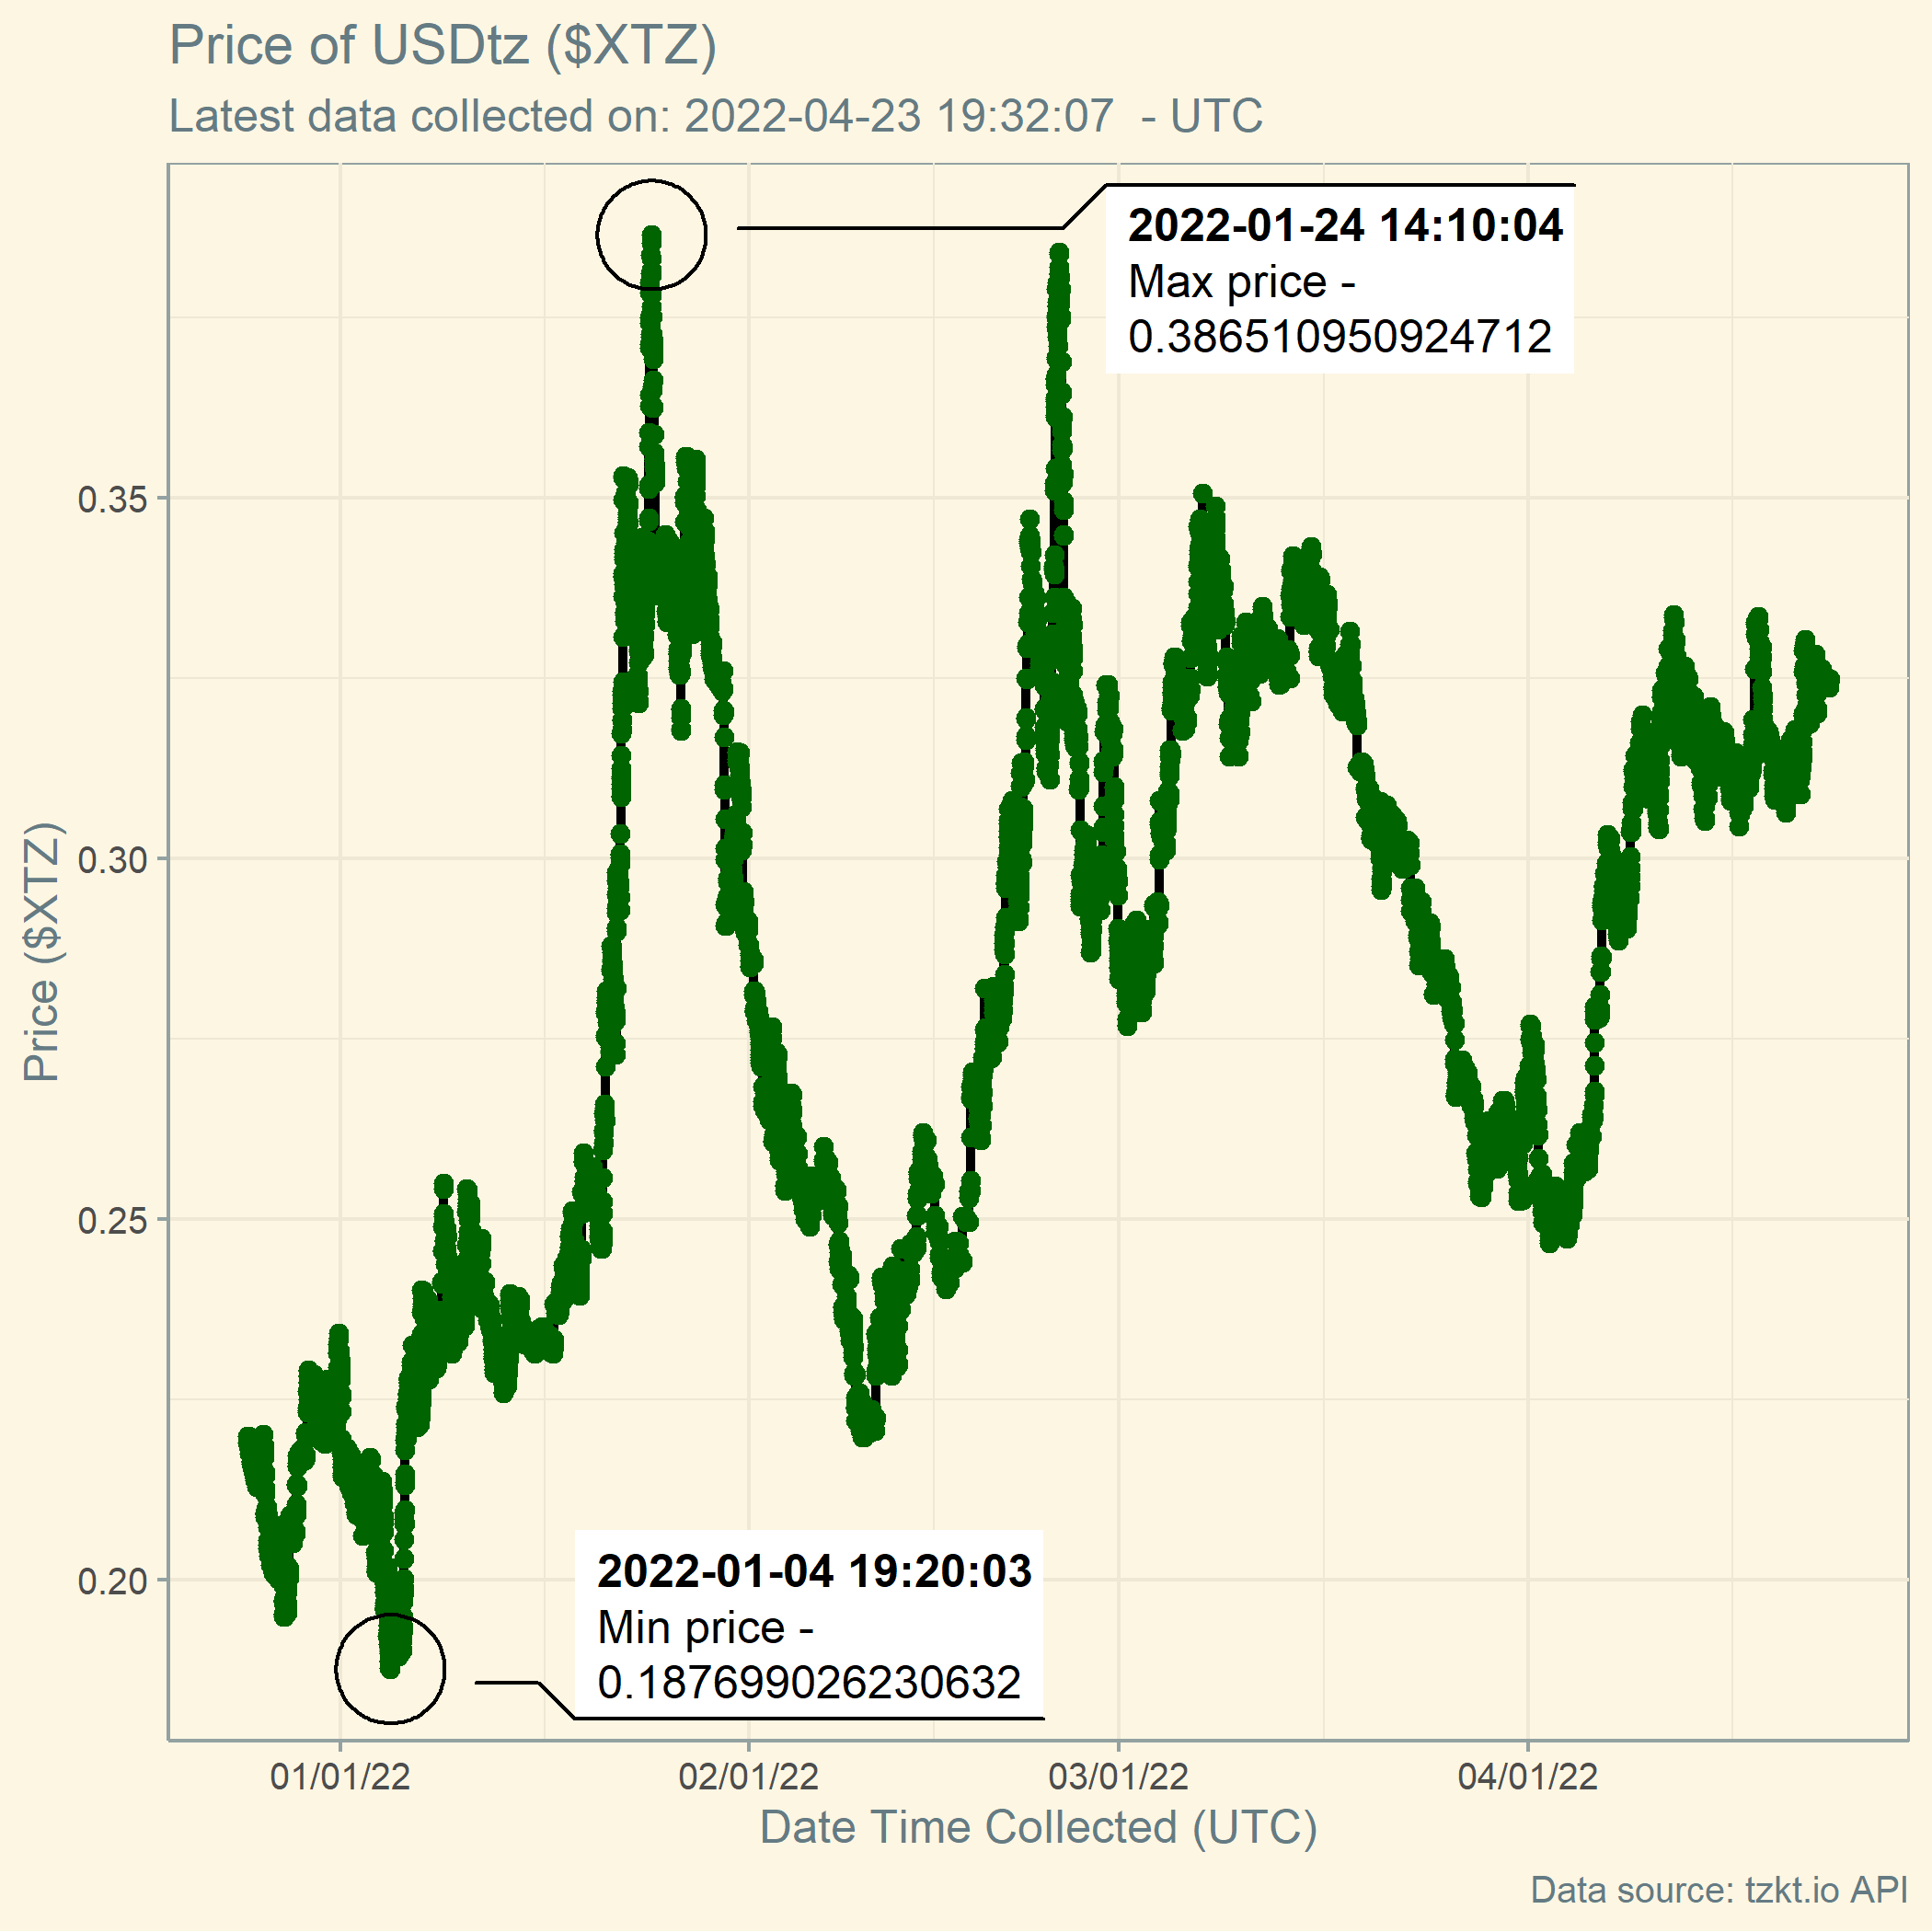 Price of USDtz ($XTZ)
Latest data collected on: 2022-04-23 19:32:07  - UTC
2022-01-24 14:10:04
Max price -
0.386510950924712
0.35
0.30
0.25
0.20
Price ($XTZ)
2022-01-04 19:20:03
Min price -
0.187699026230632
01/01/22
02/01/22
03/01/22
04/01/22
Date Time Collected (UTC)
Data source: tzkt.io API